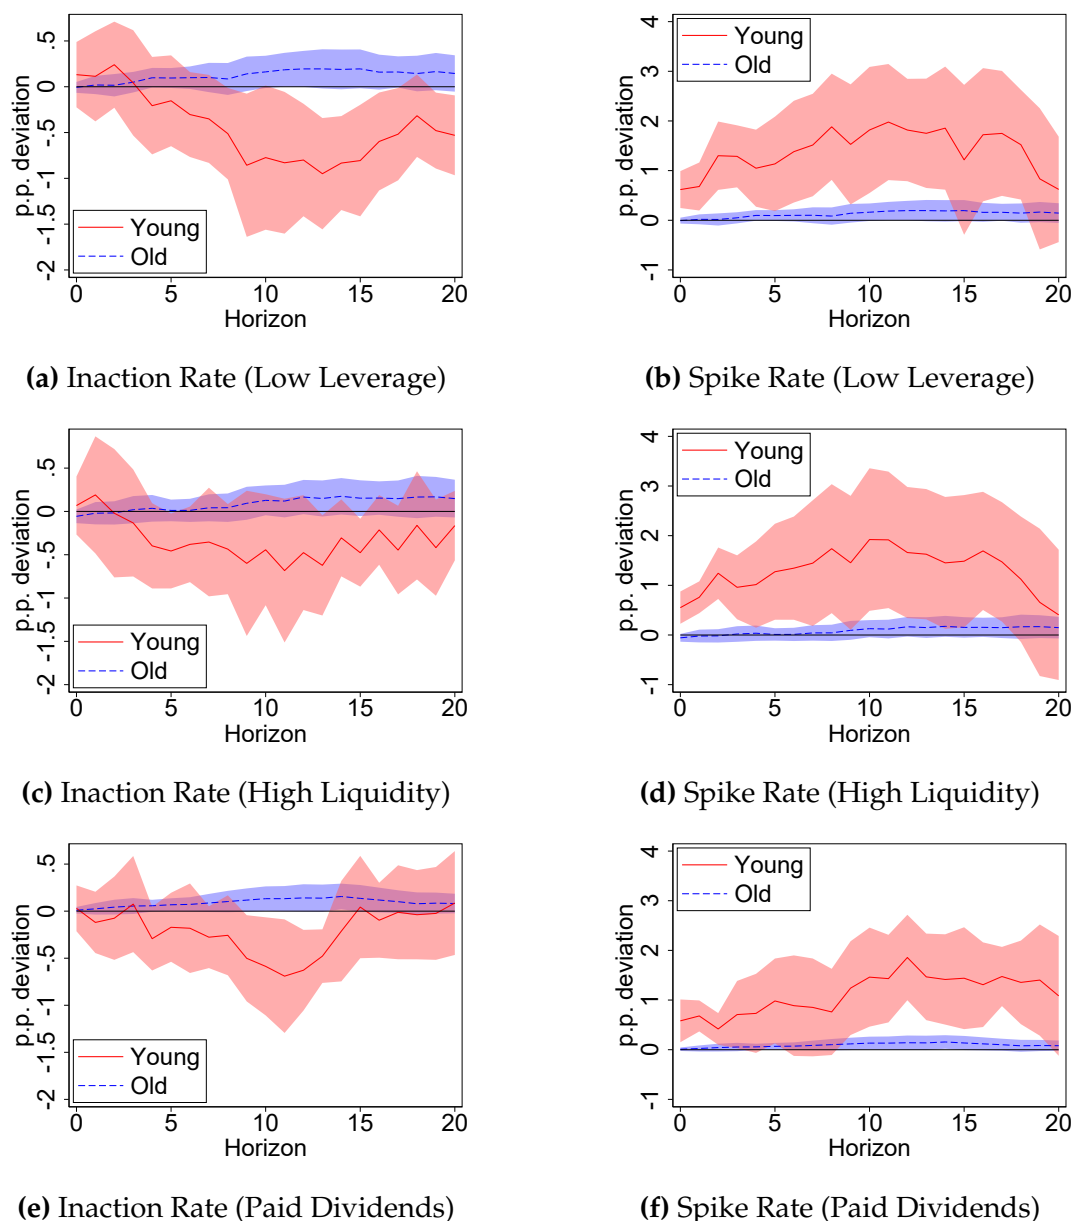 p.p. deviation
.5
0
-.5
-1
-1.5
-2
Young
Old
0 5 10 15 20
Horizon
(a) Inaction Rate (Low Leverage)
p.p. deviation
4
3
2
1
0
-1
Young
Old
0 5 10 15 20
Horizon
(b) Spike Rate (Low Leverage)
p.p. deviation
.5
0
-.5
-1
-1.5
-2
Young
Old
0 5 10 15 20
Horizon
(c) Inaction Rate (High Liquidity)
p.p. deviation
4
3
2
1
0
-1
Young
Old
0 5 10 15 20
Horizon
(d) Spike Rate (High Liquidity)
p.p. deviation
.5
0
-.5
-1
-1.5
-2
Young
Old
0 5 10 15 20
Horizon
(e) Inaction Rate (Paid Dividends)
p.p. deviation
4
3
2
1
0
-1
Young
Old
0 5 10 15 20
Horizon
(f) Spike Rate (Paid Dividends)